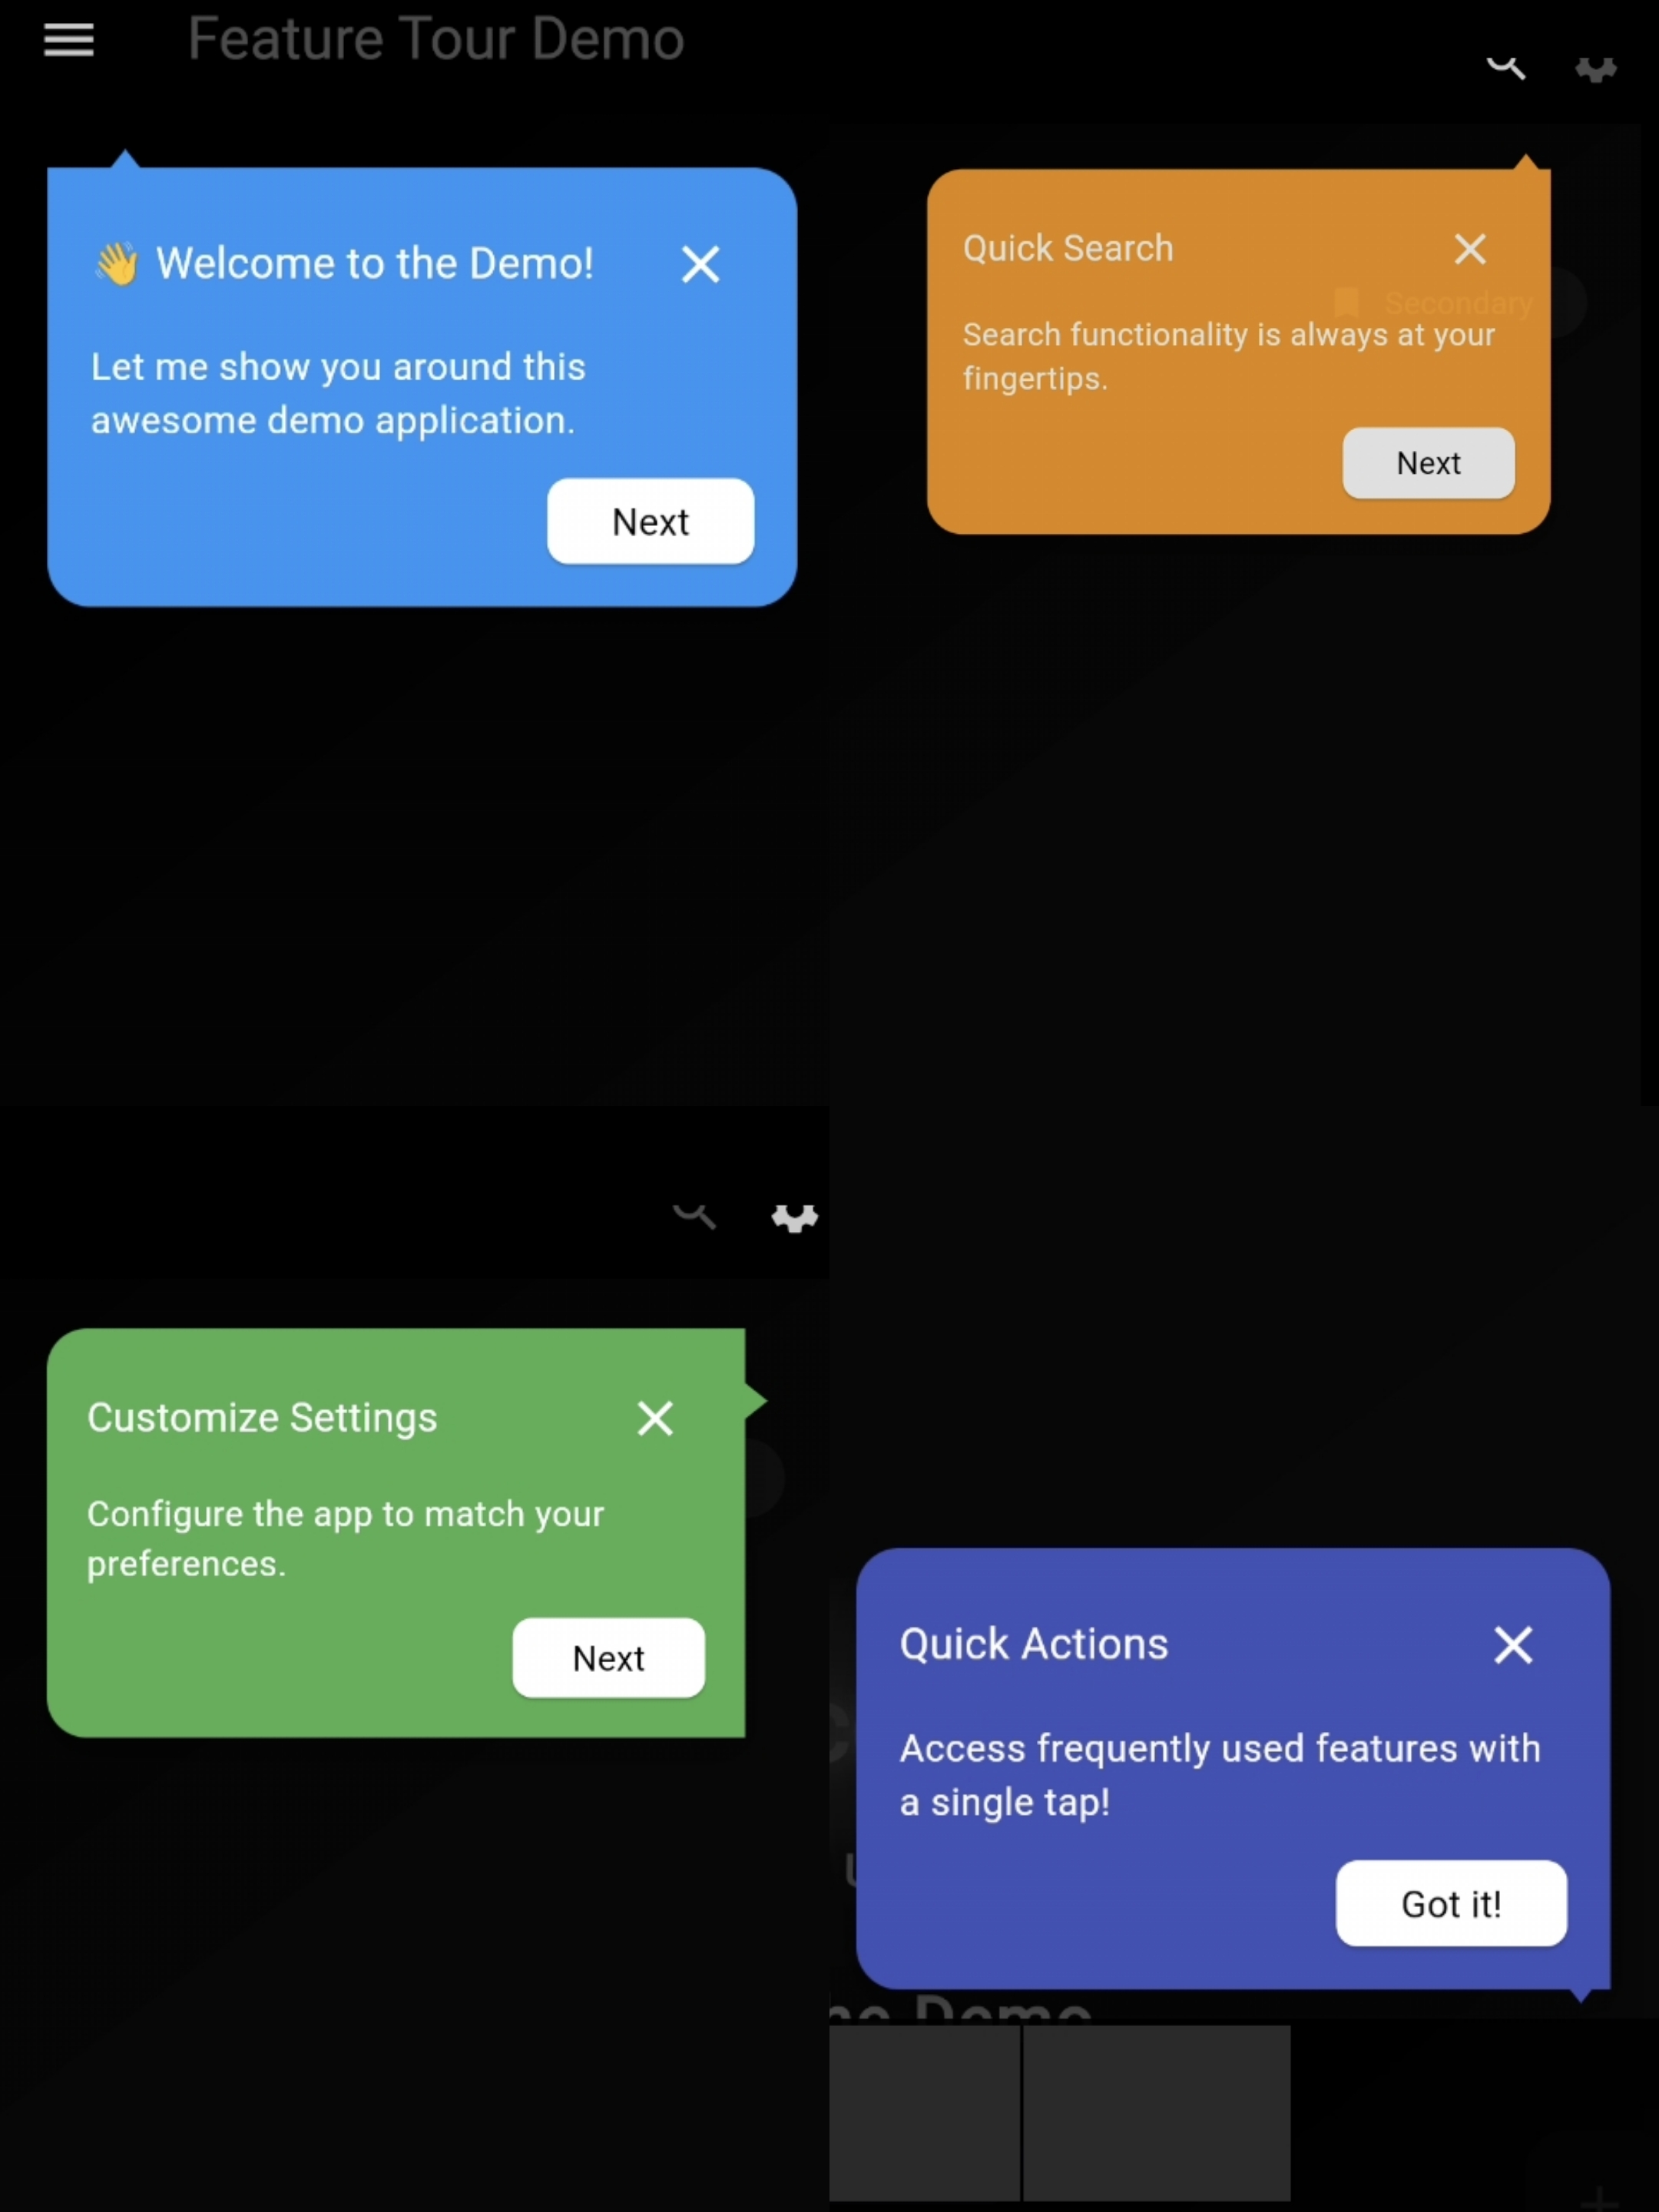 Feature Tour Demo
👋 Welcome to the Demo!
Let me show you around this
awesome demo application.
Next
Quick Search
Secondary
Search functionality is always at your
fingertips.
Next
Customize Settings
Configure the app to match your
preferences.
Next
Quick Actions
Access frequently used features with
a single tap!
Got it!
Demo